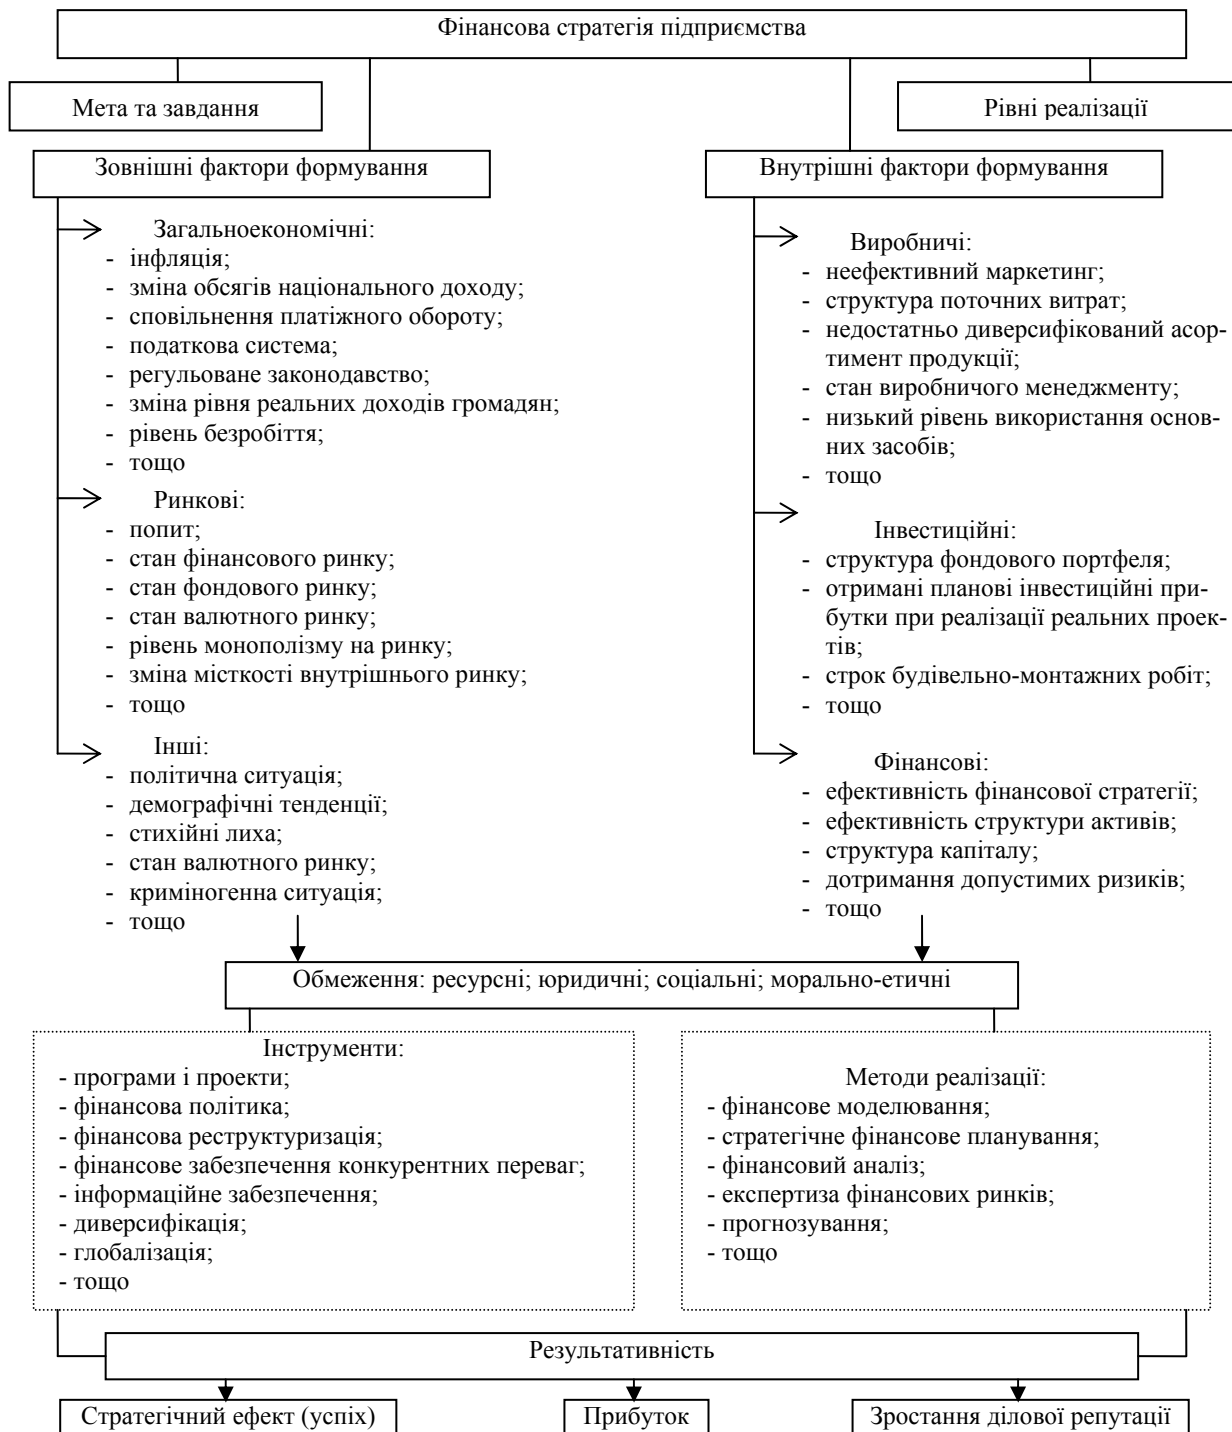 Фінансова стратегія підприємства
Мета та завдання
Рівні реалізації
Зовнішні фактори формування
Внутрішні фактори формування
Загальноекономічні:
- інфляція;
- зміна обсягів національного доходу;
- сповільнення платіжного обороту;
- податкова система;
- регульоване законодавство;
- зміна рівня реальних доходів громадян;
- рівень безробіття;
- тощо
Ринкові:
- попит;
- стан фінансового ринку;
- стан фондового ринку;
- стан валютного ринку;
- рівень монополізму на ринку;
- зміна місткості внутрішнього ринку;
- тощо
Інші:
- політична ситуація;
- демографічні тенденції;
- стихійні лиха;
- стан валютного ринку;
- криміногенна ситуація;
- тощо
Виробничі:
- неефективний маркетинг;
- структура поточних витрат;
- недостатньо диверсифікований асор-
тимент продукції;
- стан виробничого менеджменту;
- низький рівень використання основ-
них засобів;
- тощо
Інвестиційні:
- структура фондового портфеля;
- отримані планові інвестиційні при-
бутки при реалізації реальних проек-
тів;
- строк будівельно-монтажних робіт;
- тощо
Фінансові:
- ефективність фінансової стратегії;
- ефективність структури активів;
- структура капіталу;
- дотримання допустимих ризиків;
- тощо
Обмеження: ресурсні; юридичні; соціальні; морально-етичні
Інструменти:
- програми і проекти;
- фінансова політика;
- фінансова реструктуризація;
- фінансове забезпечення конкурентних переваг;
- інформаційне забезпечення;
- диверсифікація;
- глобалізація;
- тощо
Методи реалізації:
- фінансове моделювання;
- стратегічне фінансове планування;
- фінансовий аналіз;
- експертиза фінансових ринків;
- прогнозування;
- тощо
Результативність
Стратегічний ефект (успіх)
Прибуток
Зростання ділової репутації